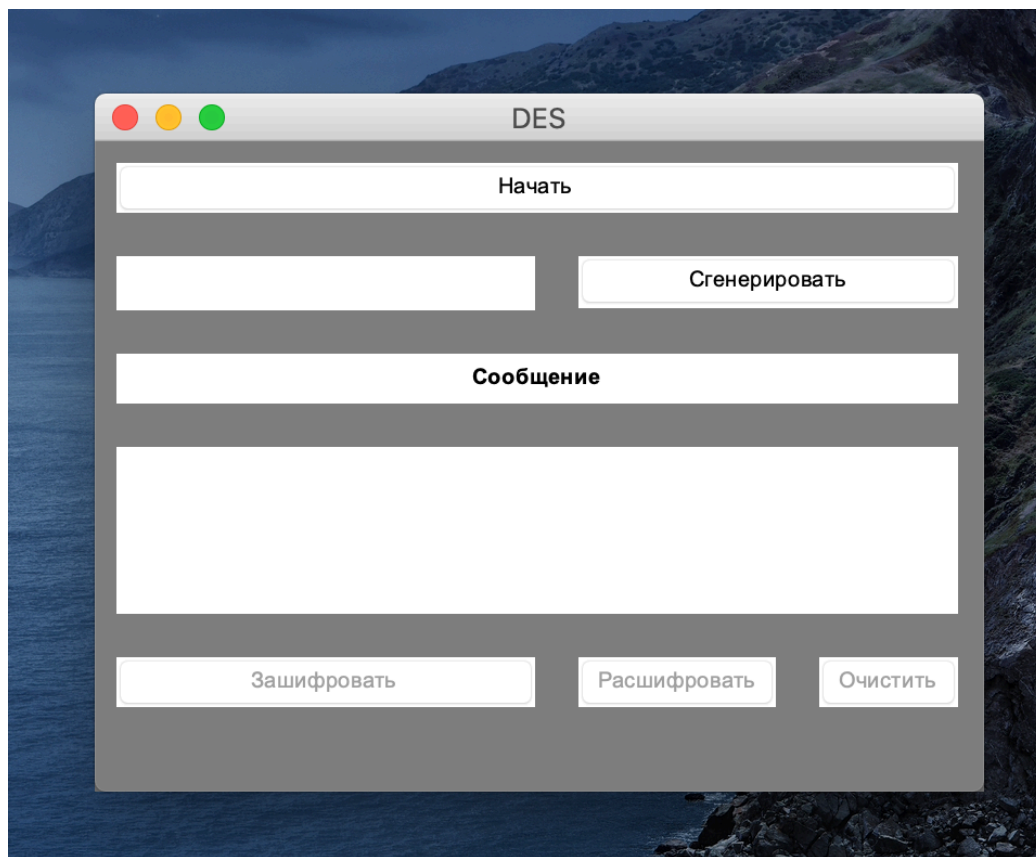 DES
Начать
Сгенерировать
Сообщение
Зашифровать Расшифровать Очистить